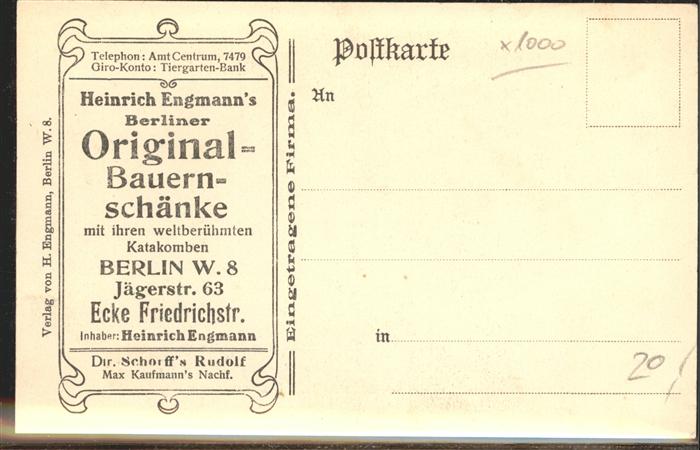 Verlag von H. Engmann, Berlin W. 8.
Telephon: Amt Centrum, 7479
Giro-Konto: Tiergarten-Bank
Heinrich Engmann's
Berliner
Original-
Bauern-
schänke
mit ihren weltberühmten
Katakomben
BERLIN W. 8
Jägerstr. 63
Ecke Friedrichstr.
Inhaber: Heinrich Engmann
Dir. Schorff's Rudolf
Max Kaufmann's Nachf.
Eingetragene Firma.
Postkarte
x1000
An
in
20